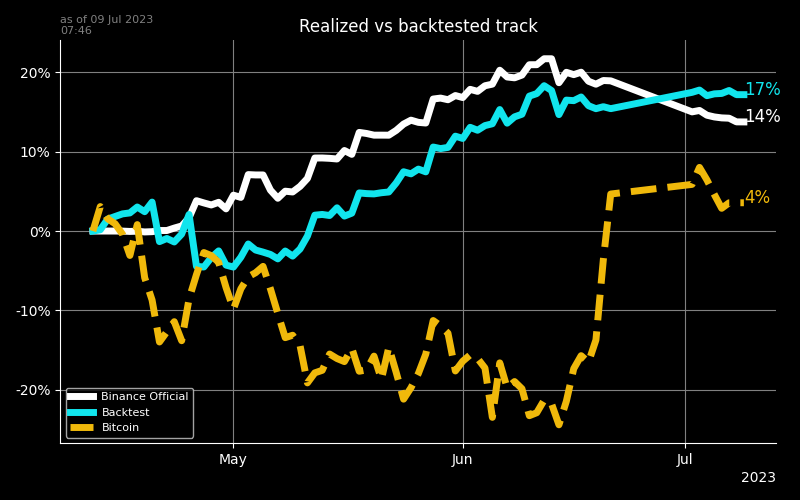 as of 09 Jul 2023
07:46
Realized vs backtested track
20%
10%
0%
-10%
-20%
17%
14%
4%
Binance Official
Backtest
Bitcoin
May
Jun
Jul
2023